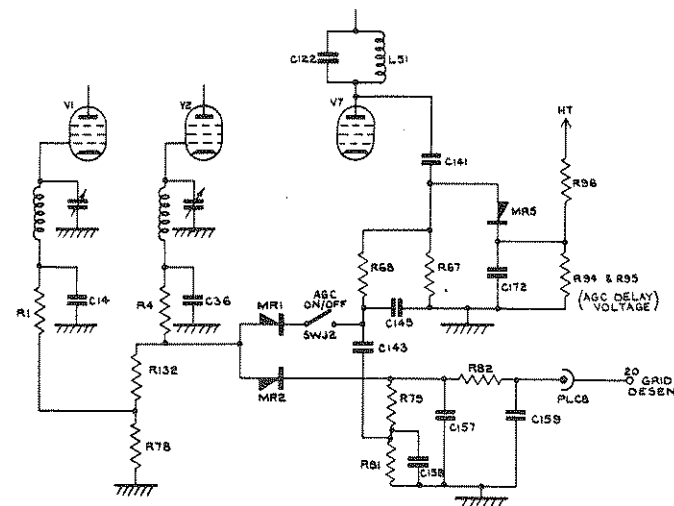 C122
L51
V1
V2
V7
HT
C141
R96
MR5
R68
R67
R1
C14
R4
C36
MR1
AGC
ON/OFF
SWJ2
C172
R94 & R95
(AGC DELAY)
VOLTAGE
C145
C143
R132
MR2
R82
20
GRID
DESEN
PLCB
R79
C157
C159
R78
R81
C158